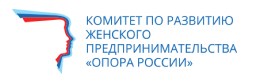 КОМИТЕТ ПО РАЗВИТИЮ
ЖЕНСКОГО
ПРЕДПРИНИМАТЕЛЬСТВА
«ОПОРА РОССИИ»